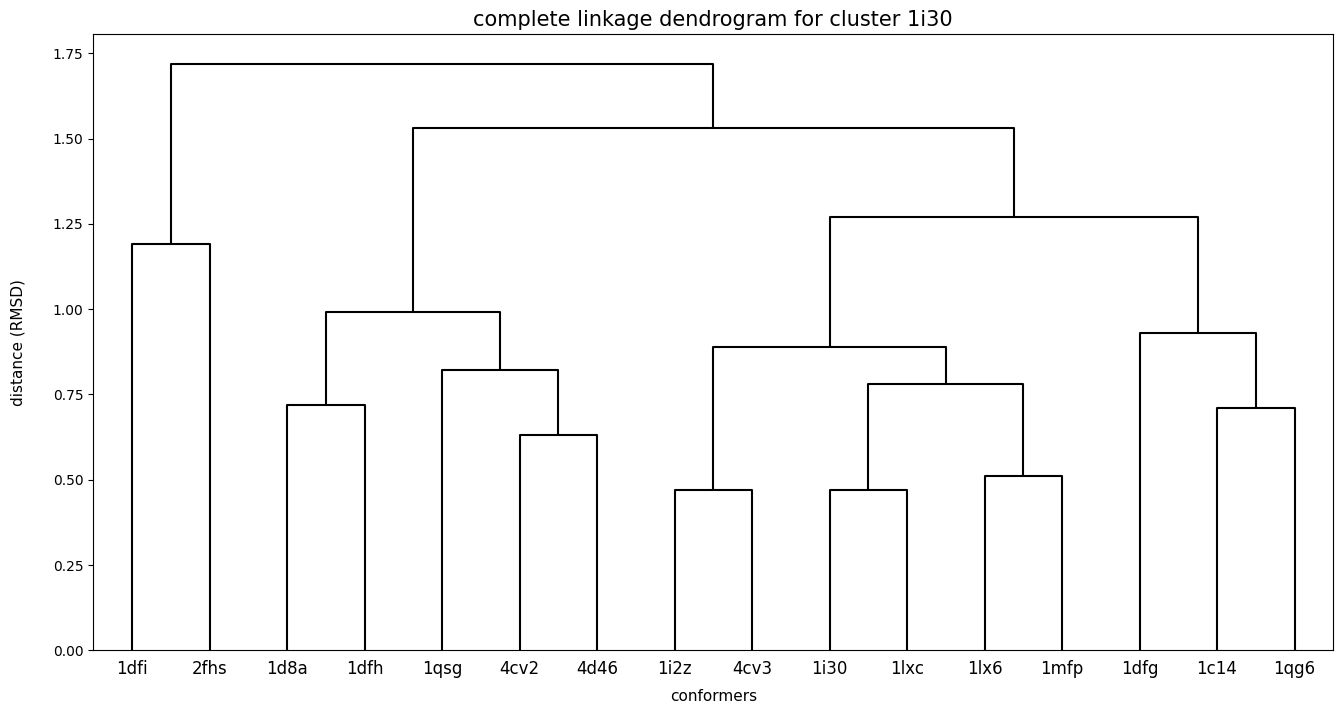 complete linkage dendrogram for cluster 1i30
1.75
1.50
1.25
1.00
0.75
0.50
0.25
0.00
distance (RMSD)
1dfi 2fhs 1d8a 1dfh 1qsg 4cv2 4d46 1i2z 4cv3 1i30 1lxc 1lx6 1mfp 1dfg 1c14 1qg6
conformers